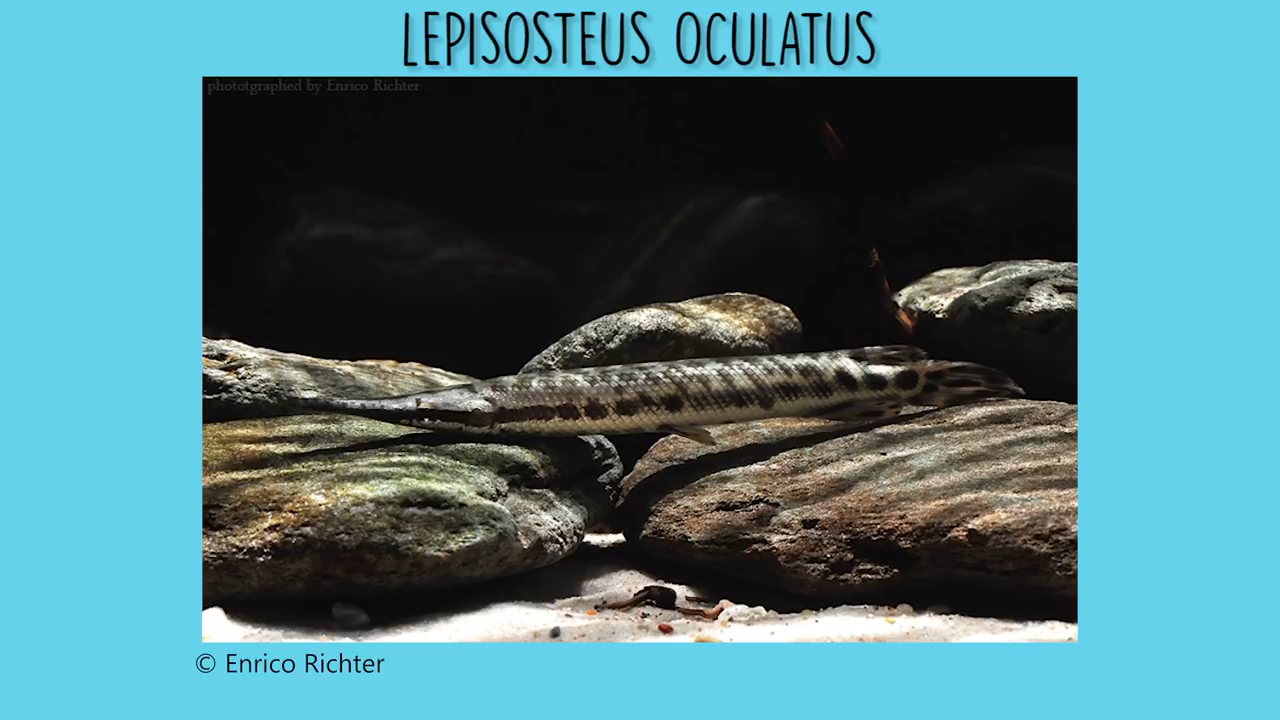 LEPISOSTEUS OCULATUS
phototgraphed by Enrico Richter
© Enrico Richter